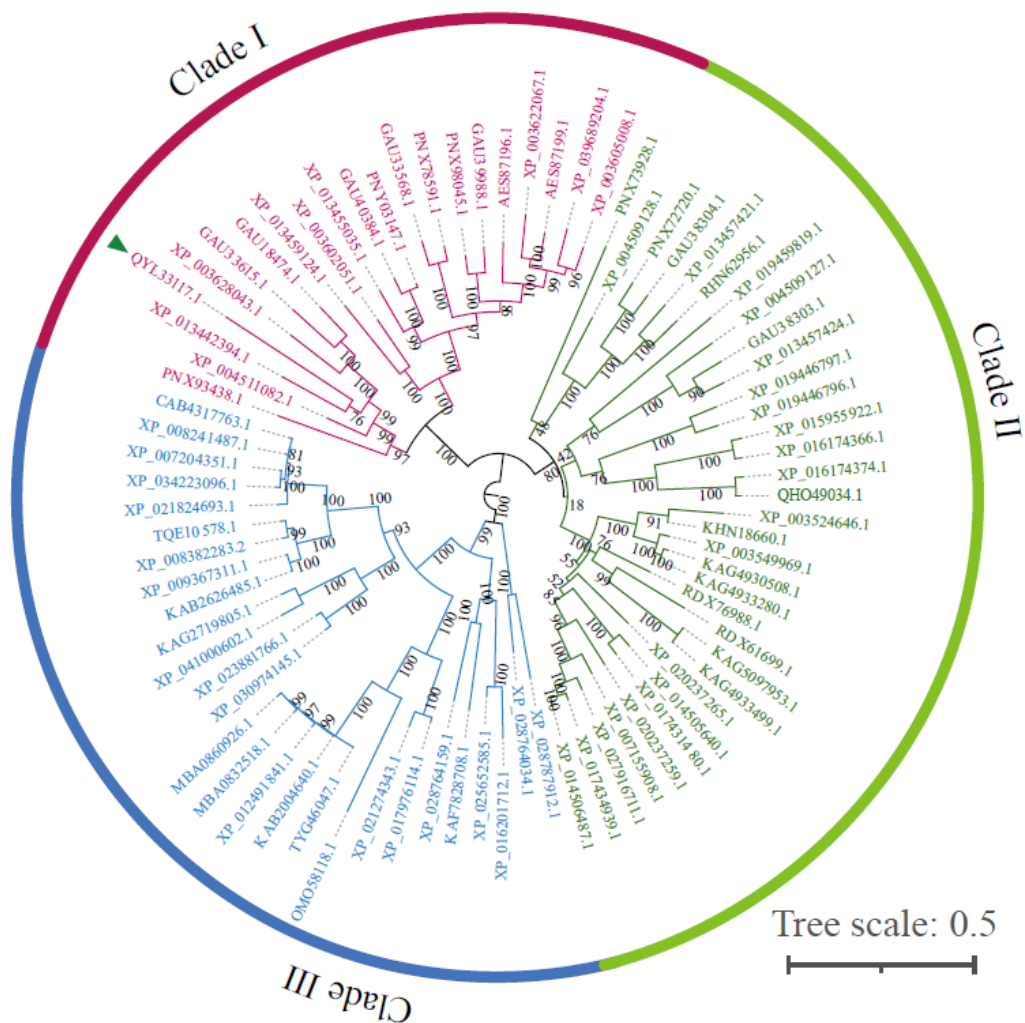 Clade I
PNX93438.1
XP_004511082.1
XP_013442394.1
QYL33117.1
XP_003628043.1
GAU33615.1
GAU18474.1
XP_013459124.1
XP_003602051.1
XP_013455035.1
GAU40384.1
PNY03147.1
GAU33568.1
PNX78591.1
PNX98045.1
GAU39988.1
AES87196.1
XP_003622067.1
AES87199.1
XP_039689204.1
XP_003605008.1
Clade II
PNX73928.1
XP_004509128.1
PNX72720.1
GAU38304.1
XP_013457421.1
RHN62956.1
XP_019459819.1
XP_004509127.1
GAU38303.1
XP_013457424.1
XP_019446797.1
XP_019446796.1
XP_015955922.1
XP_016174366.1
XP_016174374.1
QHO49034.1
XP_003524646.1
KHN18660.1
XP_003549969.1
KAG4930508.1
KAG4933280.1
RDX76988.1
RDX61699.1
KAG5097953.1
KAG4933499.1
XP_020237265.1
XP_014505640.1
XP_017431480.1
XP_020237259.1
XP_007155908.1
XP_027916711.1
XP_017434939.1
XP_014506487.1
Clade III
XP_028787912.1
XP_028764034.1
XP_016201712.1
XP_025652585.1
KAF7828708.1
XP_028764159.1
XP_017976114.1
XP_021274343.1
OMO58118.1
TYG46047.1
KAB2004640.1
XP_012491841.1
MBA0832518.1
MBA0860926.1
XP_030974145.1
XP_023881766.1
XP_041000602.1
KAG2719805.1
KAB2626485.1
XP_009367311.1
XP_008382283.2
TQE10578.1
XP_021824693.1
XP_034223096.1
XP_007204351.1
XP_008241487.1
CAB4317763.1
Tree scale: 0.5